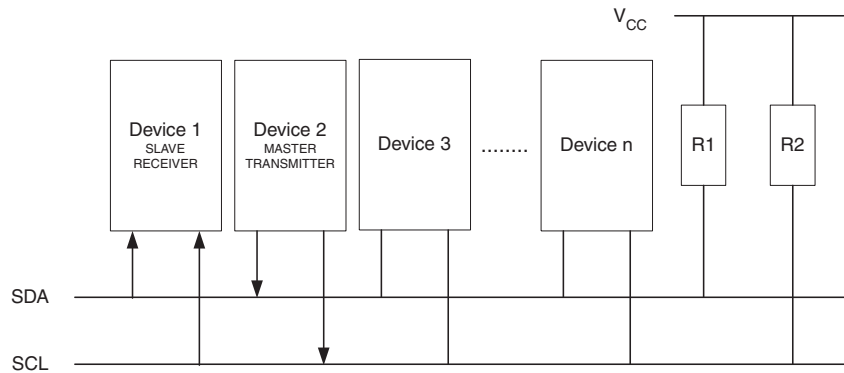 V_CC
Device 1
SLAVE
RECEIVER
Device 2
MASTER
TRANSMITTER
Device 3
........
Device n
R1
R2
SDA
SCL